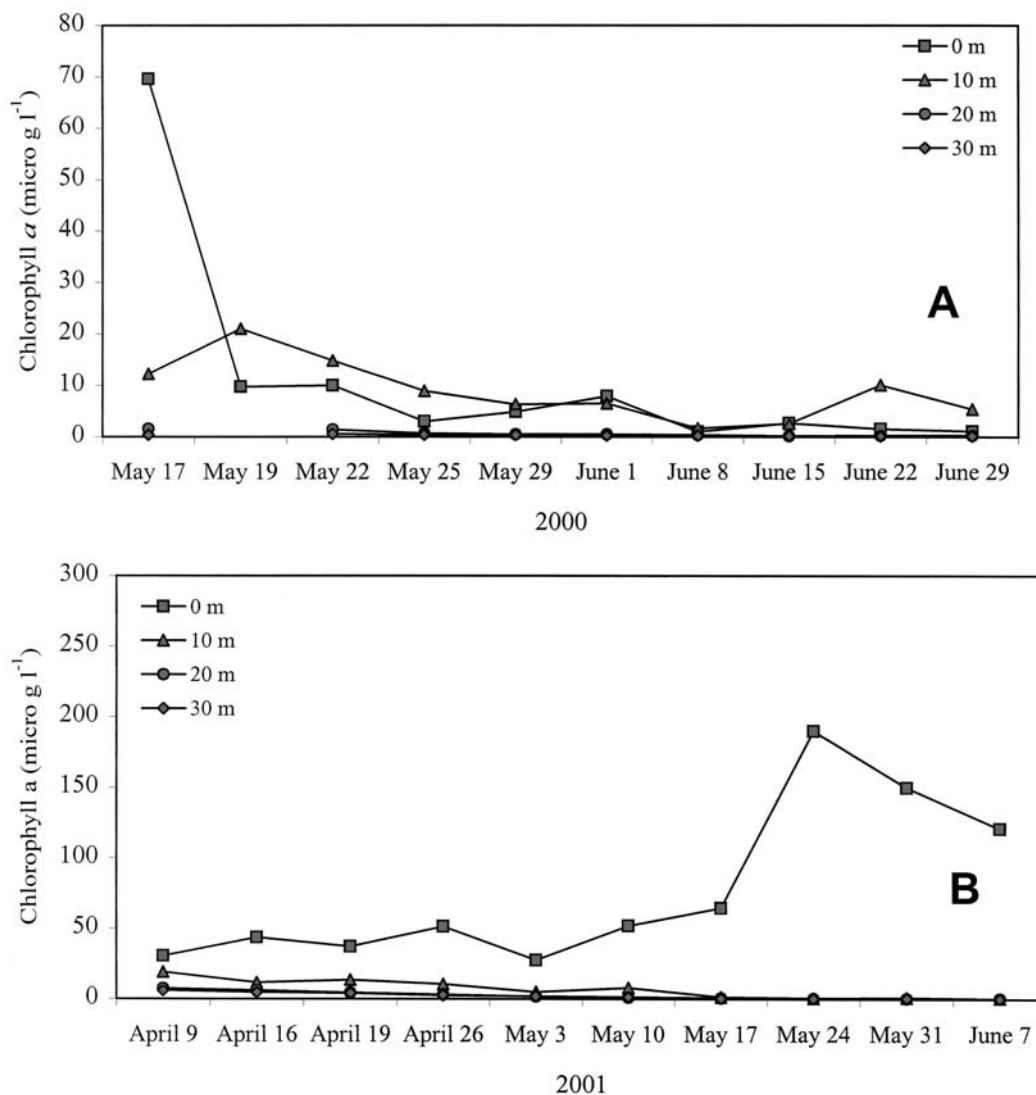 80
70
60
50
40
30
20
10
0
Chlorophyll a (micro g l⁻¹)
0 m
10 m
20 m
30 m
A
May 17 May 19 May 22 May 25 May 29 June 1 June 8 June 15 June 22 June 29
2000
300
250
200
150
100
50
0
Chlorophyll a (micro g l⁻¹)
0 m
10 m
20 m
30 m
B
April 9 April 16 April 19 April 26 May 3 May 10 May 17 May 24 May 31 June 7
2001